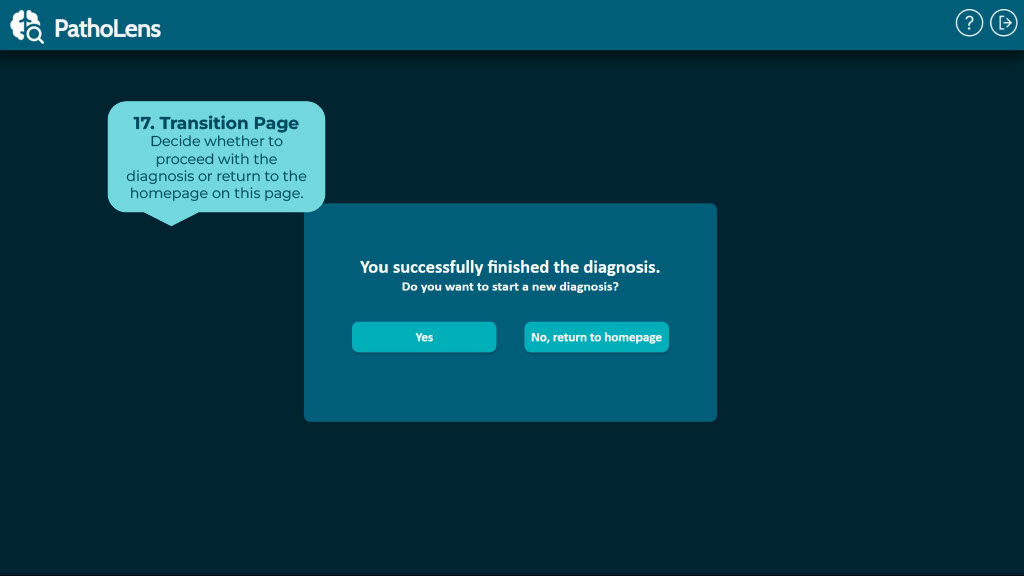 PathoLens
?
17. Transition Page
Decide whether to
proceed with the
diagnosis or return to the
homepage on this page.
You successfully finished the diagnosis.
Do you want to start a new diagnosis?
Yes
No, return to homepage